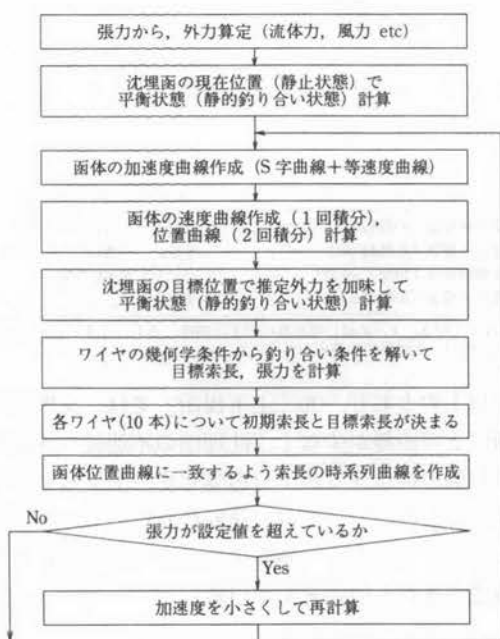 張力から，外力算定（流体力，風力 etc）
沈埋函の現在位置（静止状態）で
平衡状態（静的釣り合い状態）計算
函体の加速度曲線作成（S 字曲線＋等速度曲線）
函体の速度曲線作成（1 回積分），
位置曲線（2 回積分）計算
沈埋函の目標位置で推定外力を加味して
平衡状態（静的釣り合い状態）計算
ワイヤの幾何学条件から釣り合い条件を解いて
目標索長，張力を計算
各ワイヤ(10 本)について初期索長と目標索長が決まる
函体位置曲線に一致するよう索長の時系列曲線を作成
No
張力が設定値を超えているか
Yes
加速度を小さくして再計算